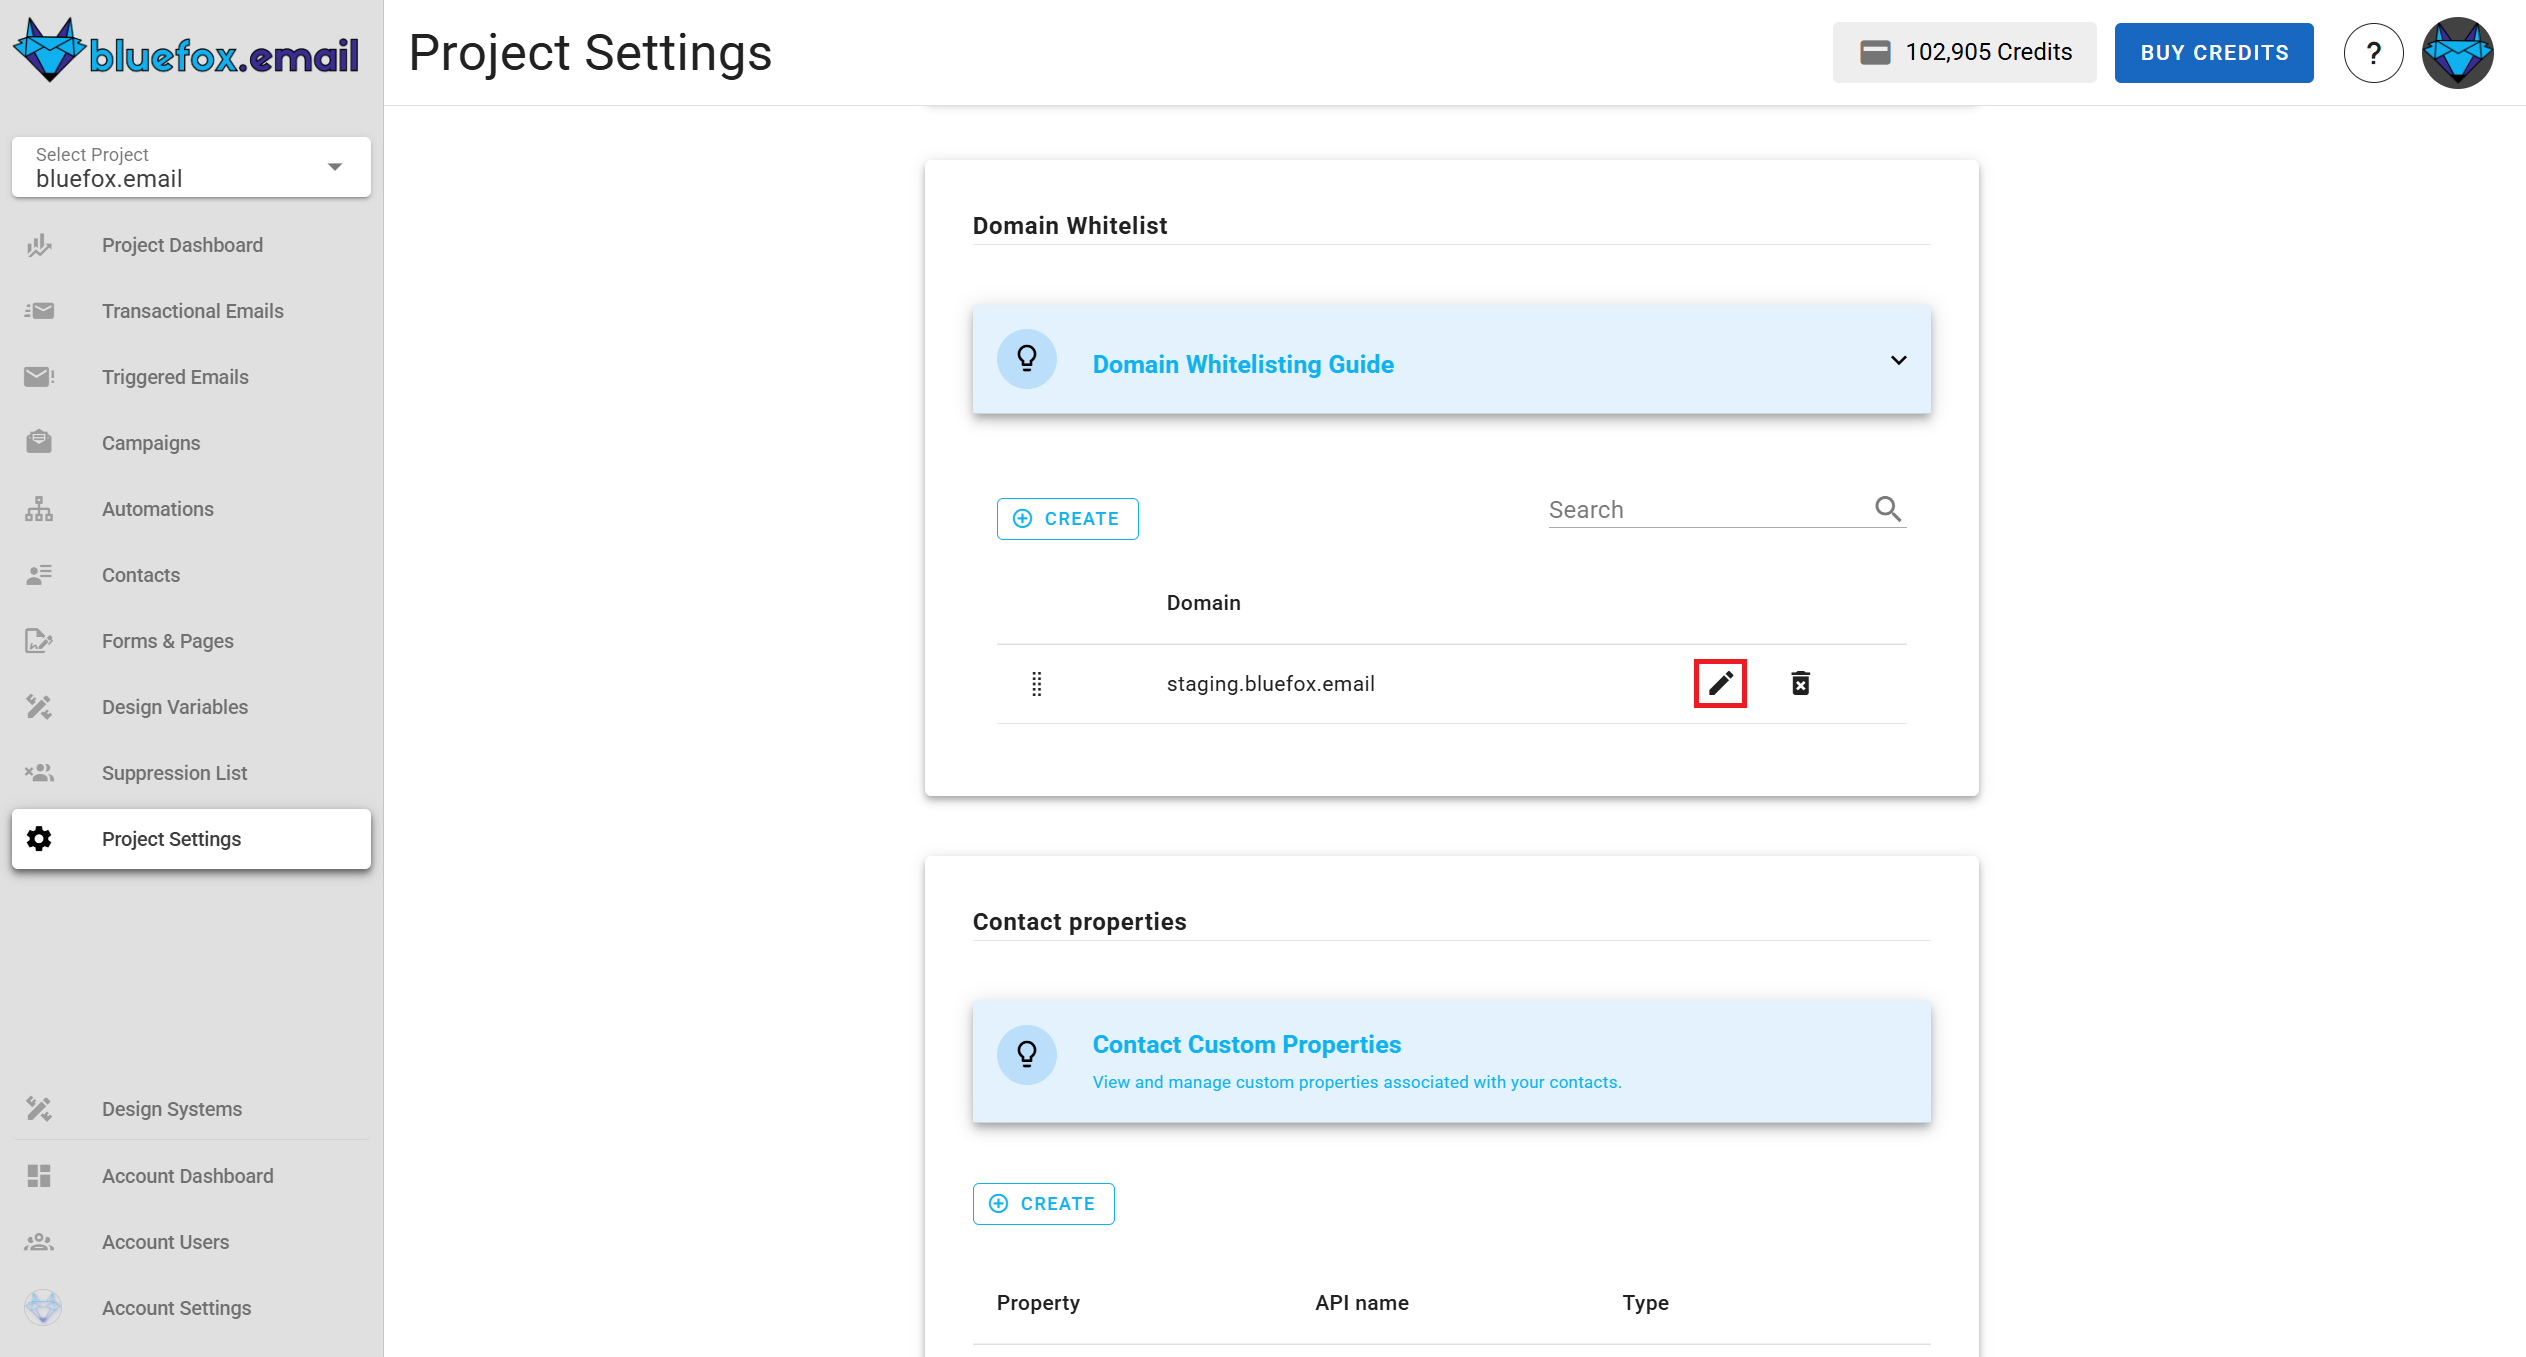 bluefox.email
Project Settings
102,905 Credits
BUY CREDITS
?
Select Project
bluefox.email
Project Dashboard
Transactional Emails
Triggered Emails
Campaigns
Automations
Contacts
Forms & Pages
Design Variables
Suppression List
Project Settings
Design Systems
Account Dashboard
Account Users
Account Settings
Domain Whitelist
Domain Whitelisting Guide
CREATE
Search
Domain
staging.bluefox.email
Contact properties
Contact Custom Properties
View and manage custom properties associated with your contacts.
CREATE
Property API name Type